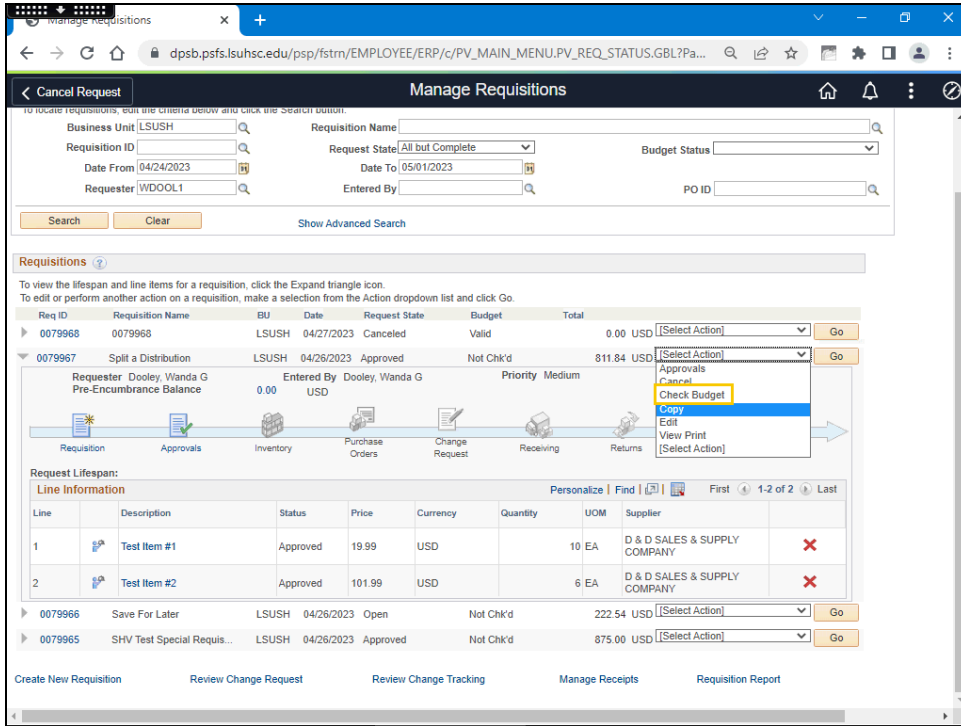 Manage Requisitions
dpsb.psfs.lsuhsc.edu/psp/fstrn/EMPLOYEE/ERP/c/PV_MAIN_MENU.PV_REQ_STATUS.GBL?Pa...
Cancel Request Manage Requisitions
To locate requisitions, edit the criteria below and click the Search button.
Business Unit LSUSH Requisition Name
Requisition ID Request State All but Complete Budget Status
Date From 04/24/2023 Date To 05/01/2023
Requester WDOOL1 Entered By PO ID
Search Clear Show Advanced Search
Requisitions ?
To view the lifespan and line items for a requisition, click the Expand triangle icon.
To edit or perform another action on a requisition, make a selection from the Action dropdown list and click Go.
Req ID Requisition Name BU Date Request State Budget Total
0079968 0079968 LSUSH 04/27/2023 Canceled Valid 0.00 USD [Select Action] Go
0079967 Split a Distribution LSUSH 04/26/2023 Approved Not Chk'd 811.84 USD [Select Action] Go
Requester Dooley, Wanda G Entered By Dooley, Wanda G Priority Medium
Pre-Encumbrance Balance 0.00 USD
Approvals
Cancel
Check Budget
Copy
Edit
View Print
[Select Action]
Requisition Approvals Inventory Purchase Orders Change Request Receiving Returns
Request Lifespan:
Line Information Personalize | Find | First 1-2 of 2 Last
Line Description Status Price Currency Quantity UOM Supplier
1 Test Item #1 Approved 19.99 USD 10 EA D & D SALES & SUPPLY COMPANY
2 Test Item #2 Approved 101.99 USD 6 EA D & D SALES & SUPPLY COMPANY
0079966 Save For Later LSUSH 04/26/2023 Open Not Chk'd 222.54 USD [Select Action] Go
0079965 SHV Test Special Requis... LSUSH 04/26/2023 Approved Not Chk'd 875.00 USD [Select Action] Go
Create New Requisition Review Change Request Review Change Tracking Manage Receipts Requisition Report